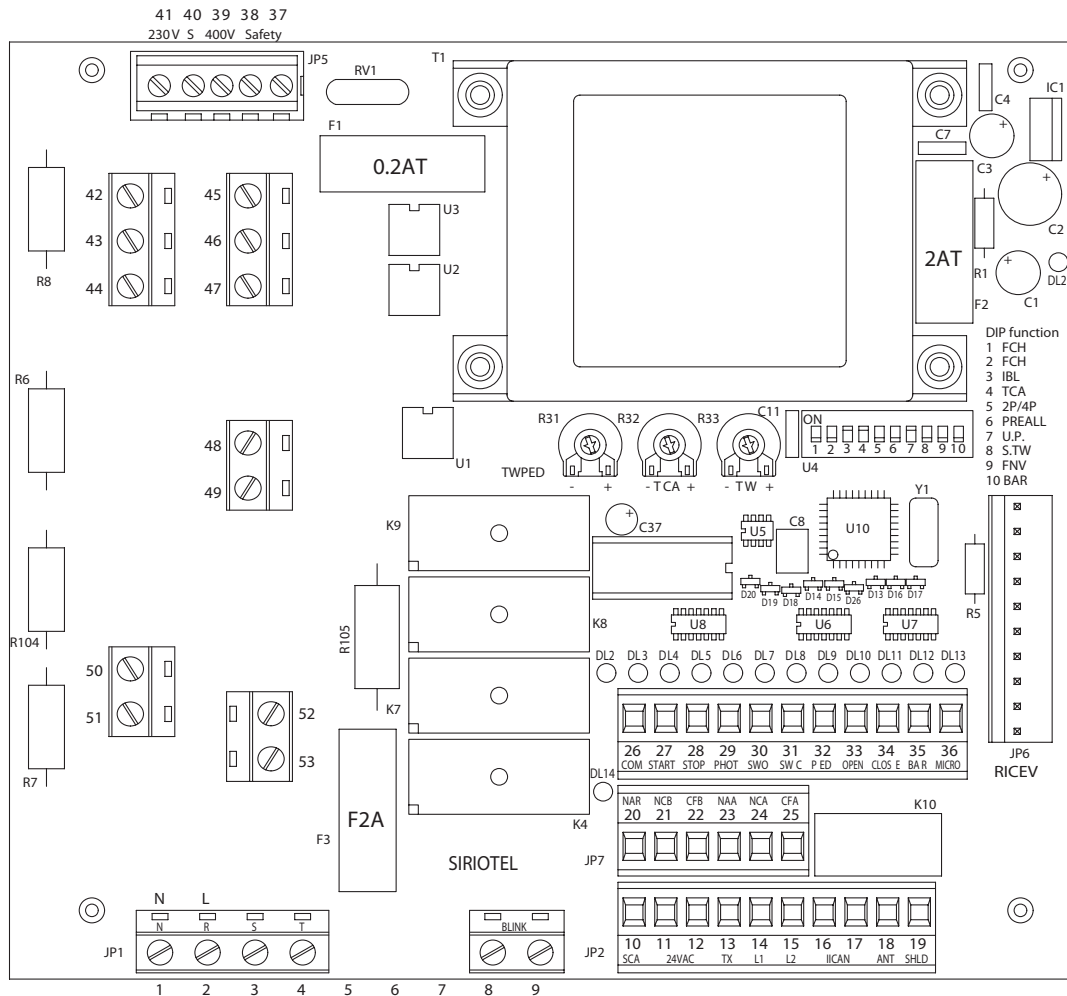 41 40 39 38 37
230 V S 400V Safety
JP5
RV1
T1
C4
IC1
F1
0.2AT
C7
C3
C2
R8
42
43
44
45
46
47
U3
U2
2AT
R1
F2
C1
DL2
DIP function
1 FCH
2 FCH
3 IBL
4 TCA
5 2P/4P
6 PREALL
7 U.P.
8 S.TW
9 FNV
10 BAR
R6
48
49
U1
R31
R32
R33
C11
ON
1 2 3 4 5 6 7 8 9 10
U4
TWPED
- +
- TCA +
- TW +
K9
C37
U5
C8
U10
Y1
D20
D19
D18
D14
D15
D26
D13
D16
D17
R5
R104
R105
K8
U8
U6
U7
50
51
52
53
DL2 DL3 DL4 DL5 DL6 DL7 DL8 DL9 DL10 DL11 DL12 DL13
K7
R7
26 27 28 29 30 31 32 33 34 35 36
COM START STOP PHOT SWO SW C P ED OPEN CLOS E BA R MICRO
JP6
RICEV
DL14
K4
NAR NCB CFB NAA NCA CFA
20 21 22 23 24 25
JP7
K10
F3
F2A
SIRIOTEL
N L
N R S T
JP1
BLINK
JP2
10 11 12 13 14 15 16 17 18 19
SCA 24VAC TX L1 L2 IICAN ANT SHLD
1 2 3 4 5 6 7 8 9